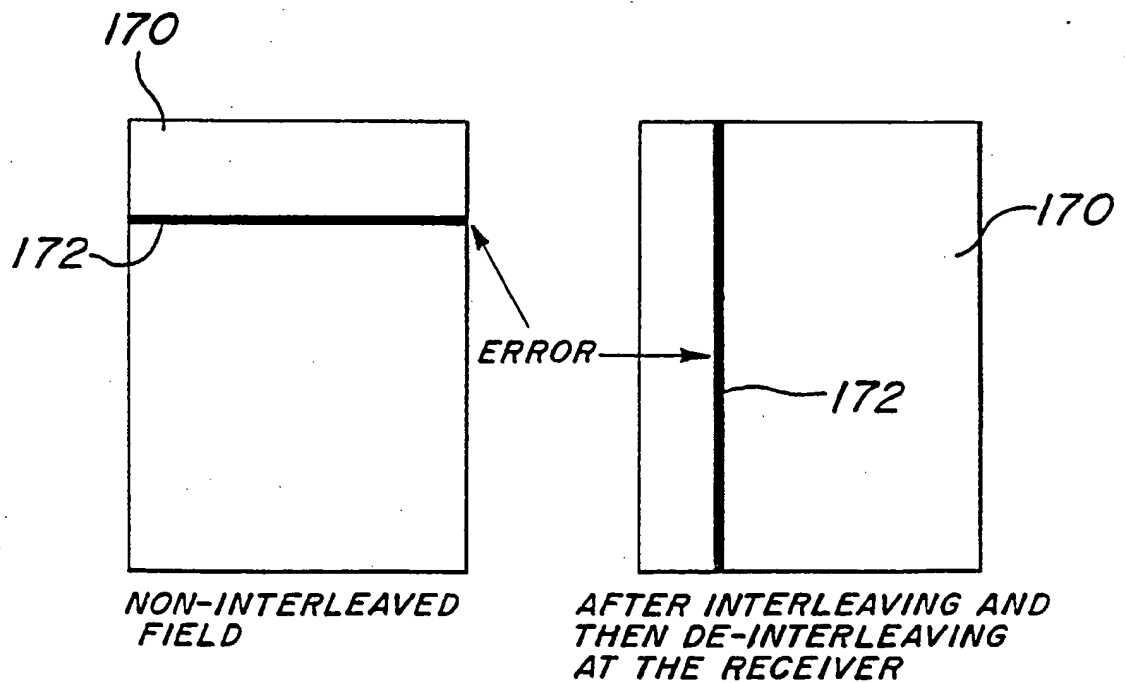 170
172
ERROR
170
172
NON-INTERLEAVED
FIELD
AFTER INTERLEAVING AND
THEN DE-INTERLEAVING
AT THE RECEIVER